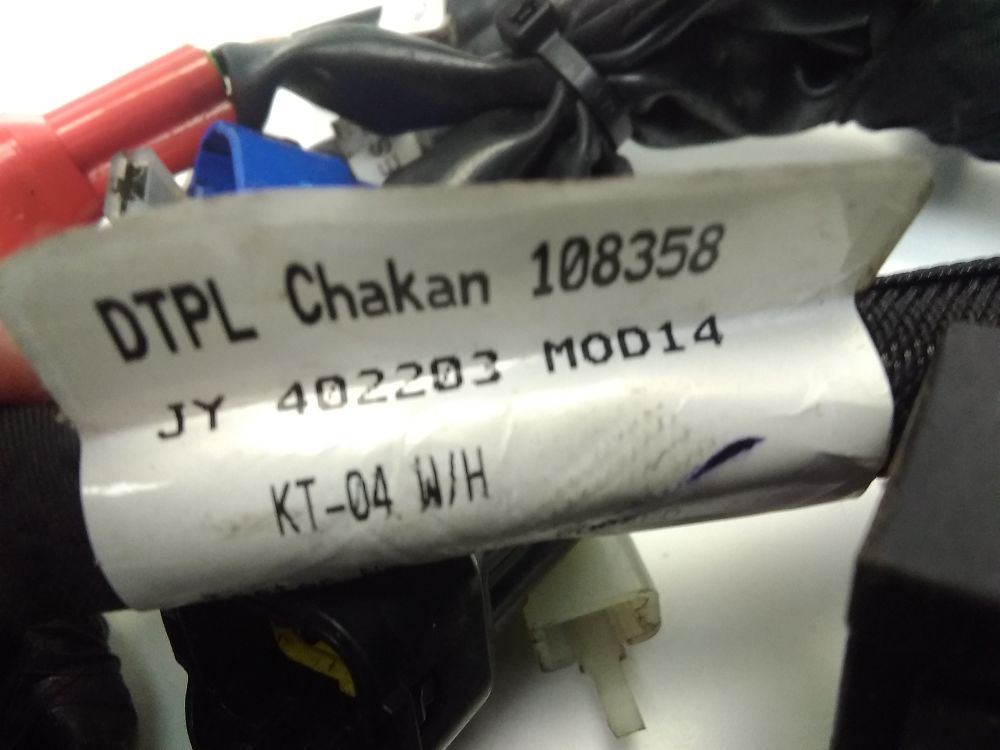 DTPL Chakan 108358
JY 402203 MOD14
KT-04 W/H